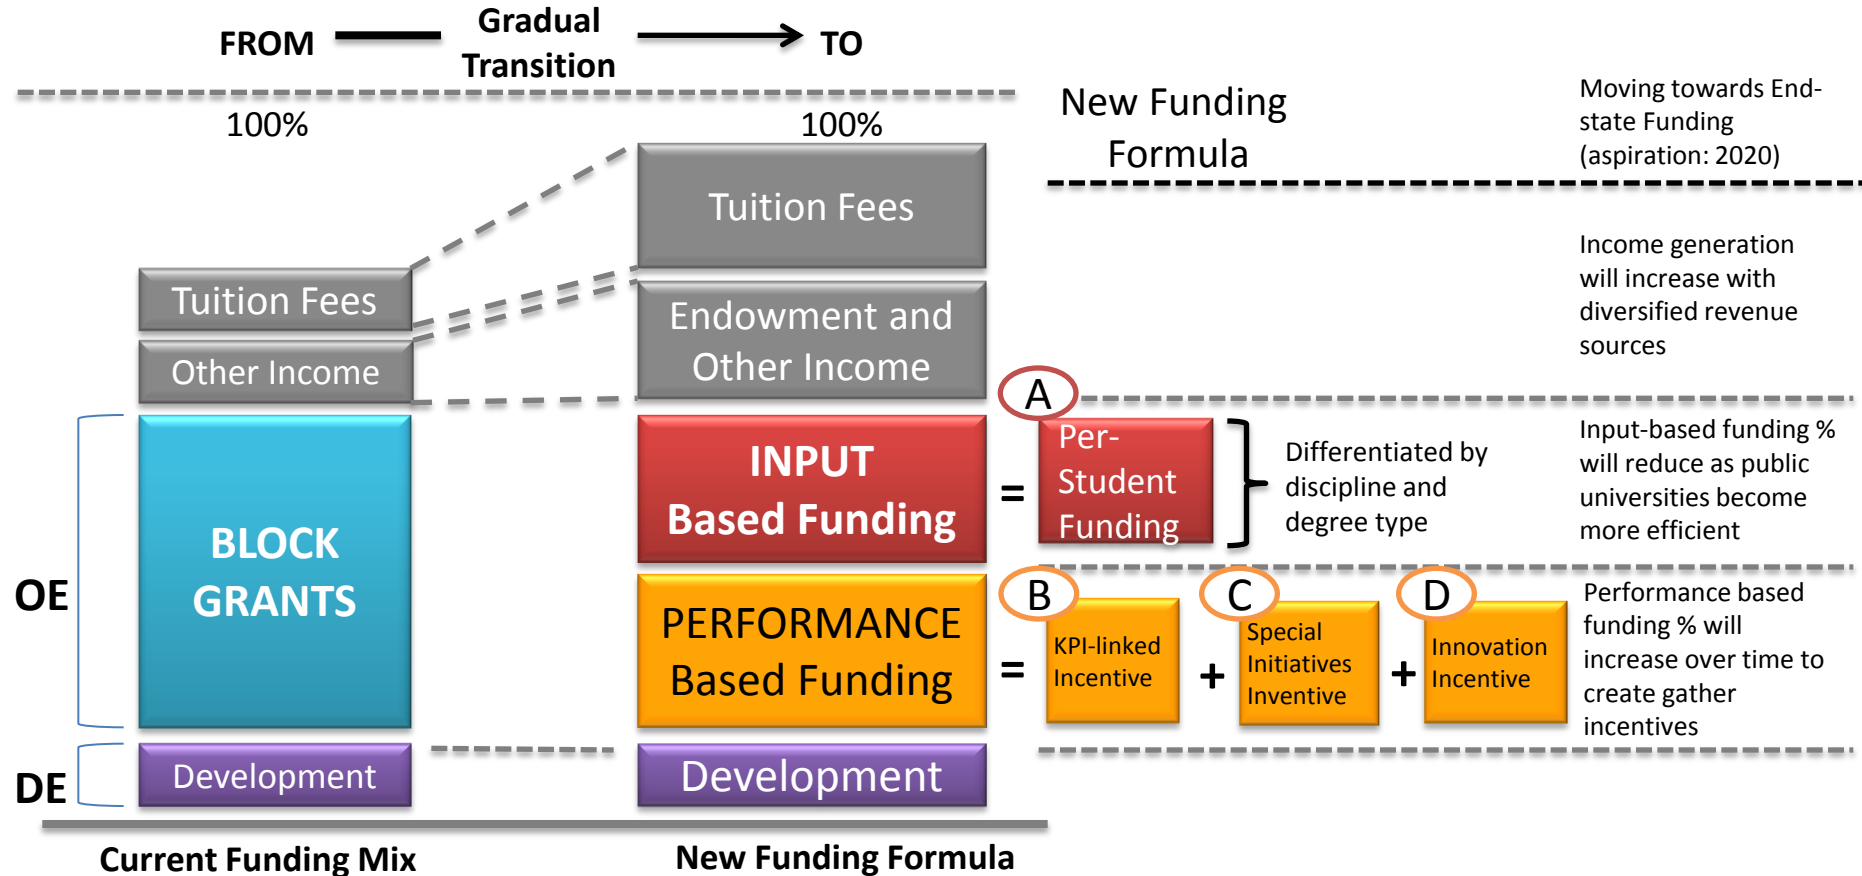 FROM
Gradual
Transition
TO
100%
100%
New Funding
Formula
Moving towards End-
state Funding
(aspiration: 2020)
Tuition Fees
Other Income
BLOCK
GRANTS
Development
OE
DE
Tuition Fees
Endowment and
Other Income
INPUT
Based Funding
PERFORMANCE
Based Funding
Development
Income generation
will increase with
diversified revenue
sources
=
A
Per-
Student
Funding
Differentiated by
discipline and
degree type
Input-based funding %
will reduce as public
universities become
more efficient
=
B
KPI-linked
Incentive
+
C
Special
Initiatives
Inventive
+
D
Innovation
Incentive
Performance based
funding % will
increase over time to
create gather
incentives
Current Funding Mix
New Funding Formula